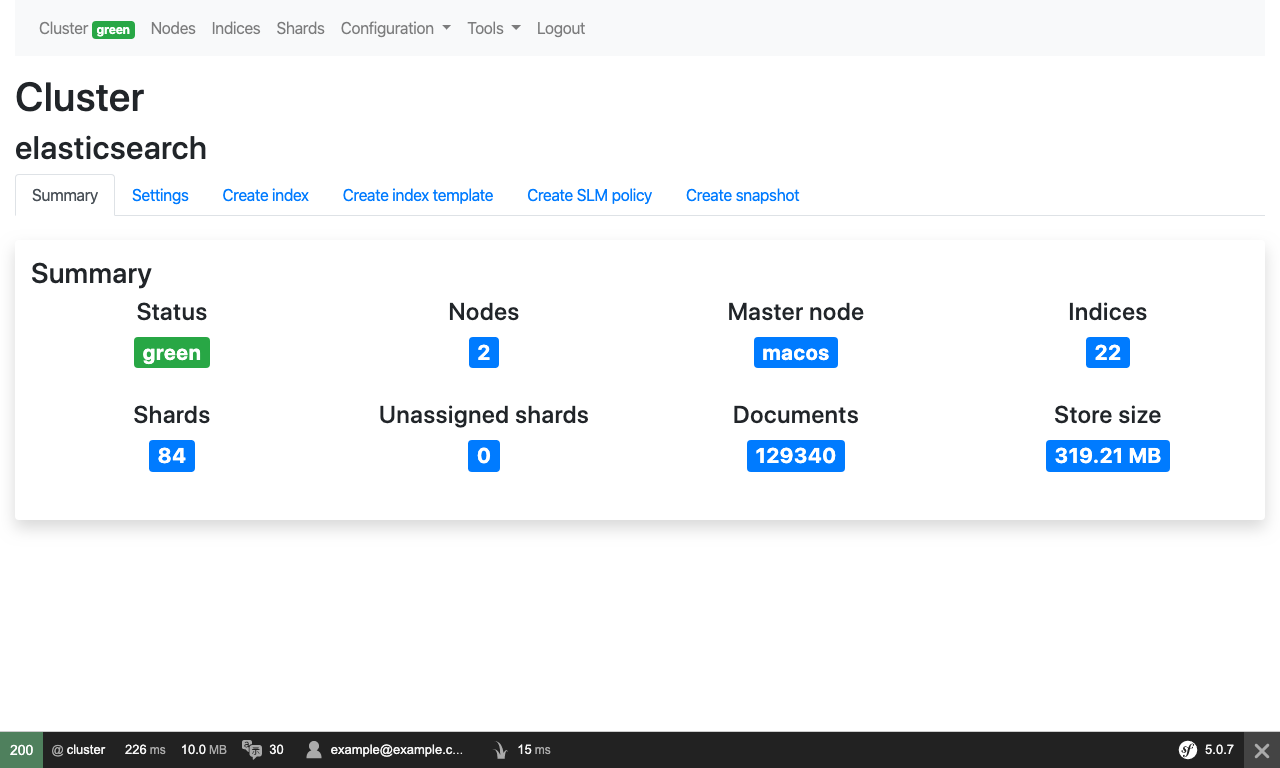 Cluster green Nodes Indices Shards Configuration Tools Logout
Cluster
elasticsearch
Summary Settings Create index Create index template Create SLM policy Create snapshot
Summary
Status Nodes Master node Indices
green 2 macos 22
Shards Unassigned shards Documents Store size
84 0 129340 319.21 MB
200 @ cluster 226 ms 10.0 MB 30 example@example.c... 15 ms sf 5.0.7